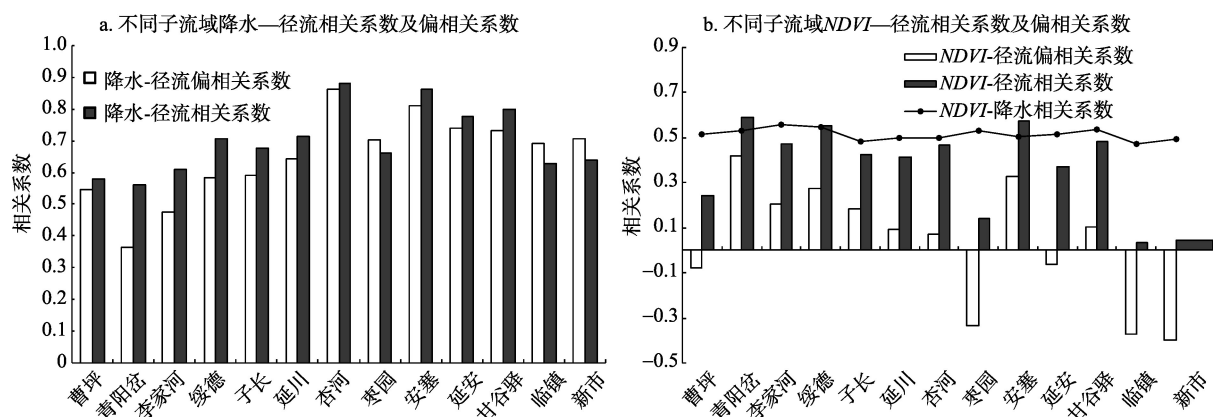 a. 不同子流域降水—径流相关系数及偏相关系数
1.0
0.9
0.8
0.7
0.6
0.5
0.4
0.3
0.2
0.1
0
相关系数
降水-径流偏相关系数
降水-径流相关系数
曹坪
青阳岔
李家河
绥德
子长
延川
杏河
枣园
安塞
延安
甘谷驿
临镇
新市
b. 不同子流域NDVI—径流相关系数及偏相关系数
0.9
0.7
0.5
0.3
0.1
−0.1
−0.3
−0.5
相关系数
NDVI-径流偏相关系数
NDVI-径流相关系数
NDVI-降水相关系数
曹坪
青阳岔
李家河
绥德
子长
延川
杏河
枣园
安塞
延安
甘谷驿
临镇
新市